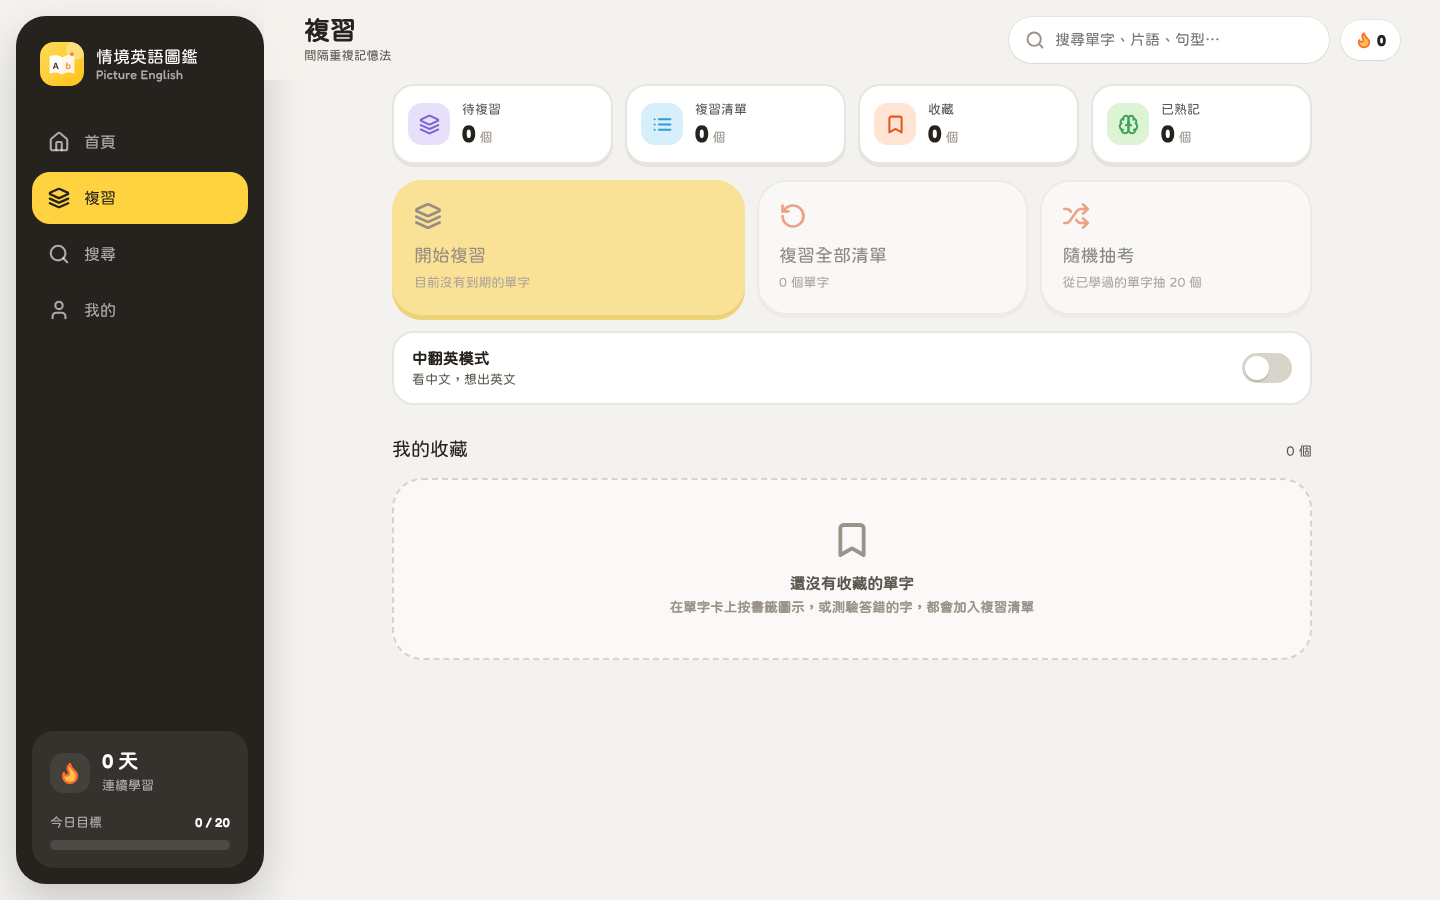 情境英語圖鑑
Picture English
首頁
複習
搜尋
我的
0 天
連續學習
今日目標 0 / 20
複習
間隔重複記憶法
搜尋單字、片語、句型…
0
待複習
0 個
複習清單
0 個
收藏
0 個
已熟記
0 個
開始複習
目前沒有到期的單字
複習全部清單
0 個單字
隨機抽考
從已學過的單字抽 20 個
中翻英模式
看中文，想出英文
我的收藏
0 個
還沒有收藏的單字
在單字卡上按書籤圖示，或測驗答錯的字，都會加入複習清單